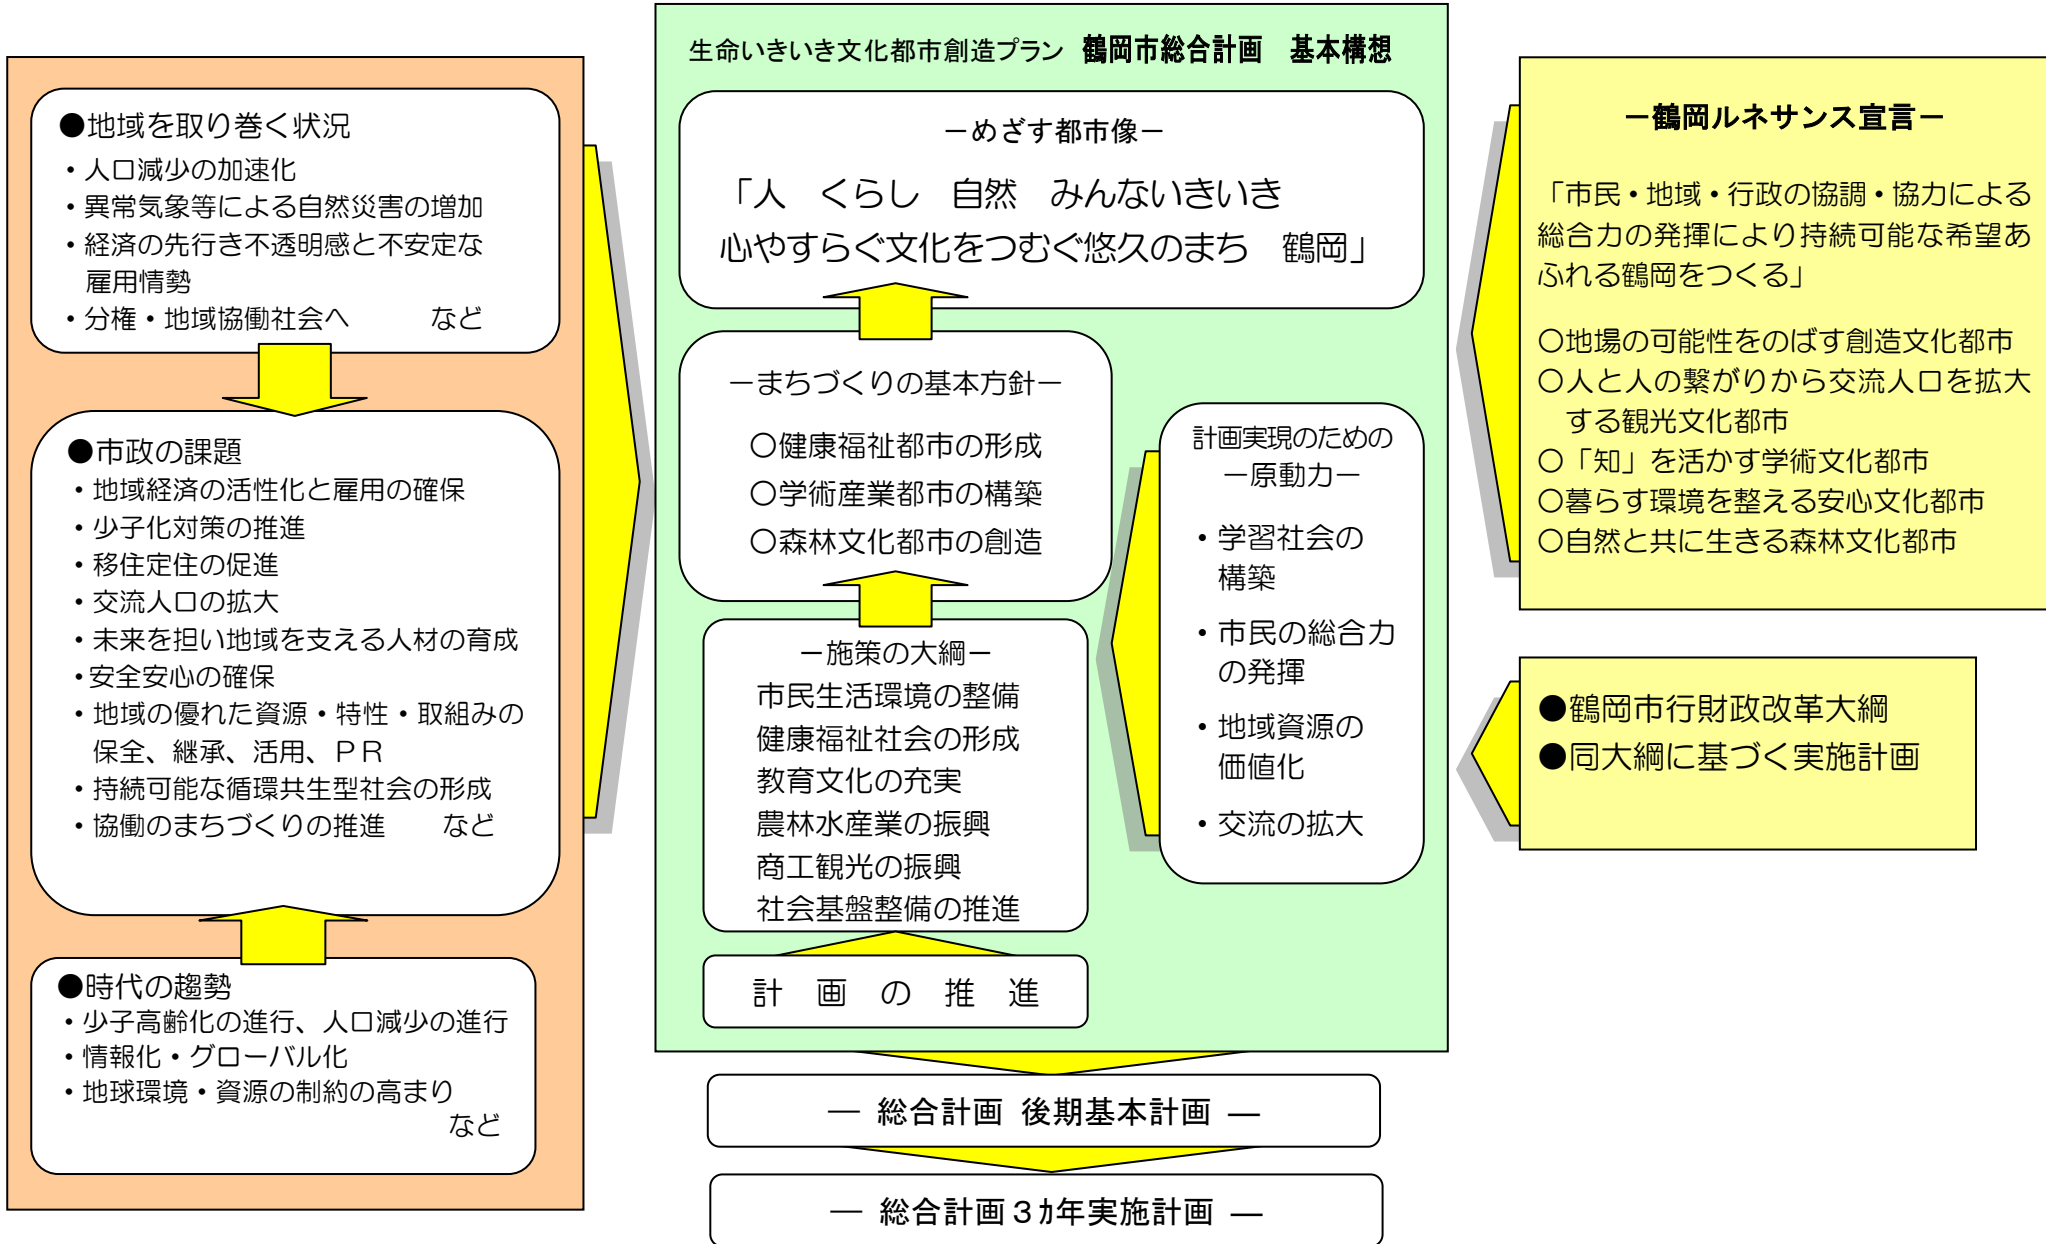 ●地域を取り巻く状況
・人口減少の加速化
・異常気象等による自然災害の増加
・経済の先行き不透明感と不安定な
雇用情勢
・分権・地域協働社会へ　　　など
●市政の課題
・地域経済の活性化と雇用の確保
・少子化対策の推進
・移住定住の促進
・交流人口の拡大
・未来を担い地域を支える人材の育成
・安全安心の確保
・地域の優れた資源・特性・取組みの
保全、継承、活用、ＰＲ
・持続可能な循環共生型社会の形成
・協働のまちづくりの推進　　など
●時代の趨勢
・少子高齢化の進行、人口減少の進行
・情報化・グローバル化
・地球環境・資源の制約の高まり
など
生命いきいき文化都市創造プラン　鶴岡市総合計画　基本構想
－めざす都市像－
「人　くらし　自然　みんないきいき
心やすらぐ文化をつむぐ悠久のまち　鶴岡」
－まちづくりの基本方針－
○健康福祉都市の形成
○学術産業都市の構築
○森林文化都市の創造
－施策の大綱－
市民生活環境の整備
健康福祉社会の形成
教育文化の充実
農林水産業の振興
商工観光の振興
社会基盤整備の推進
計　画　の　推　進
計画実現のための
－原動力－
・学習社会の
構築
・市民の総合力
の発揮
・地域資源の
価値化
・交流の拡大
― 総合計画 後期基本計画 ―
― 総合計画３ｶ年実施計画 ―
－鶴岡ルネサンス宣言－
「市民・地域・行政の協調・協力による
総合力の発揮により持続可能な希望あ
ふれる鶴岡をつくる」
○地場の可能性をのばす創造文化都市
○人と人の繋がりから交流人口を拡大
する観光文化都市
○「知」を活かす学術文化都市
○暮らす環境を整える安心文化都市
○自然と共に生きる森林文化都市
●鶴岡市行財政改革大綱
●同大綱に基づく実施計画